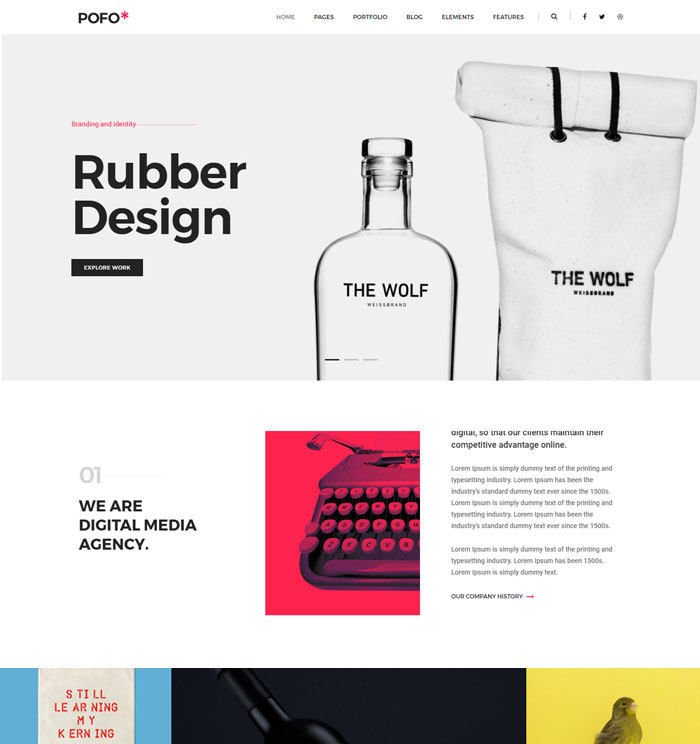 POFO*
HOME PAGES PORTFOLIO BLOG ELEMENTS FEATURES
Branding and Identity
Rubber
Design
EXPLORE WORK
THE WOLF
WEISSBRAND
THE WOLF
WEISSBRAND
01
WE ARE
DIGITAL MEDIA
AGENCY.
digital, so that our clients maintain their
competitive advantage online.
Lorem Ipsum is simply dummy text of the printing and
typesetting industry. Lorem Ipsum has been the
industry's standard dummy text ever since the 1500s.
Lorem Ipsum is simply dummy text of the printing and
typesetting industry. Lorem Ipsum has been the
industry's standard dummy text ever since the 1500s.
Lorem Ipsum is simply dummy text of the printing and
typesetting industry. Lorem Ipsum has been 1500s.
Lorem Ipsum is simply dummy text.
OUR COMPANY HISTORY
STILL
LEARNING
MY
KERNING